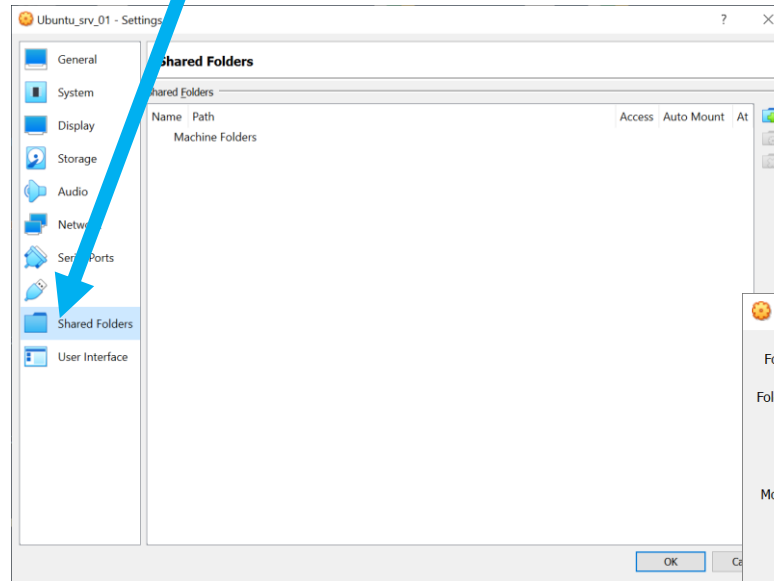 Ubuntu_srv_01 - Settings ?
General
System
Display
Storage
Audio
Shared Folders
User Interface
Shared Folders
Folders
Name Path Access Auto Mount At
Machine Folders
OK